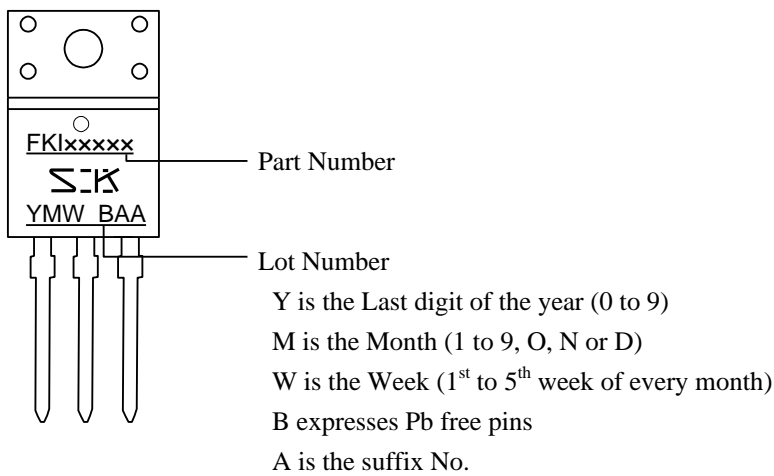 FKI×××××
Part Number
SK
YMW BAA
Lot Number
Y is the Last digit of the year (0 to 9)
M is the Month (1 to 9, O, N or D)
W is the Week (1st to 5th week of every month)
B expresses Pb free pins
A is the suffix No.